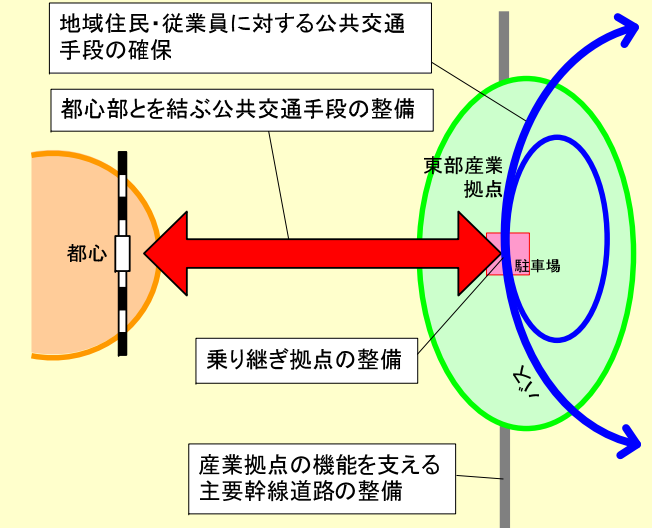 地域住民・従業員に対する公共交通
手段の確保
都心部とを結ぶ公共交通手段の整備
東部産業
拠点
都心
駐車場
乗り継ぎ拠点の整備
バス
産業拠点の機能を支える
主要幹線道路の整備